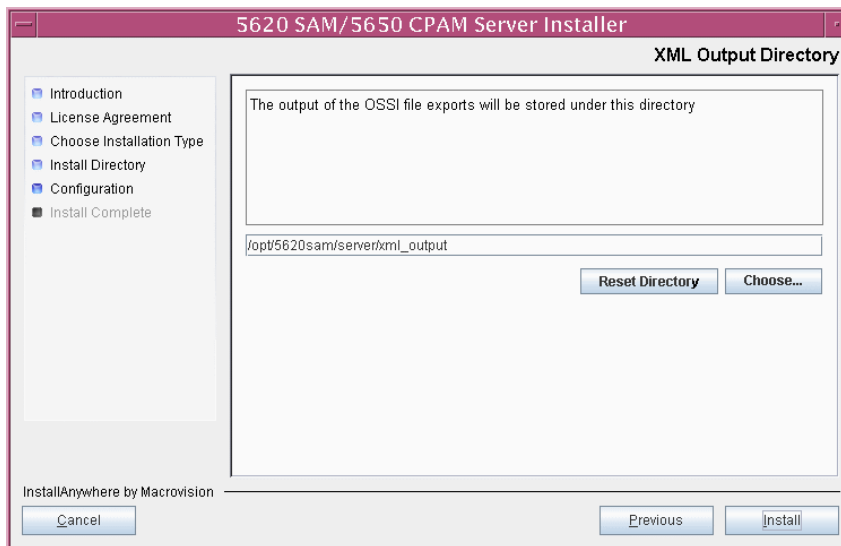 5620 SAM/5650 CPAM Server Installer
XML Output Directory
Introduction
License Agreement
Choose Installation Type
Install Directory
Configuration
Install Complete
The output of the OSSI file exports will be stored under this directory
/opt/5620sam/server/xml_output
Reset Directory
Choose...
InstallAnywhere by Macrovision
Cancel
Previous
Install